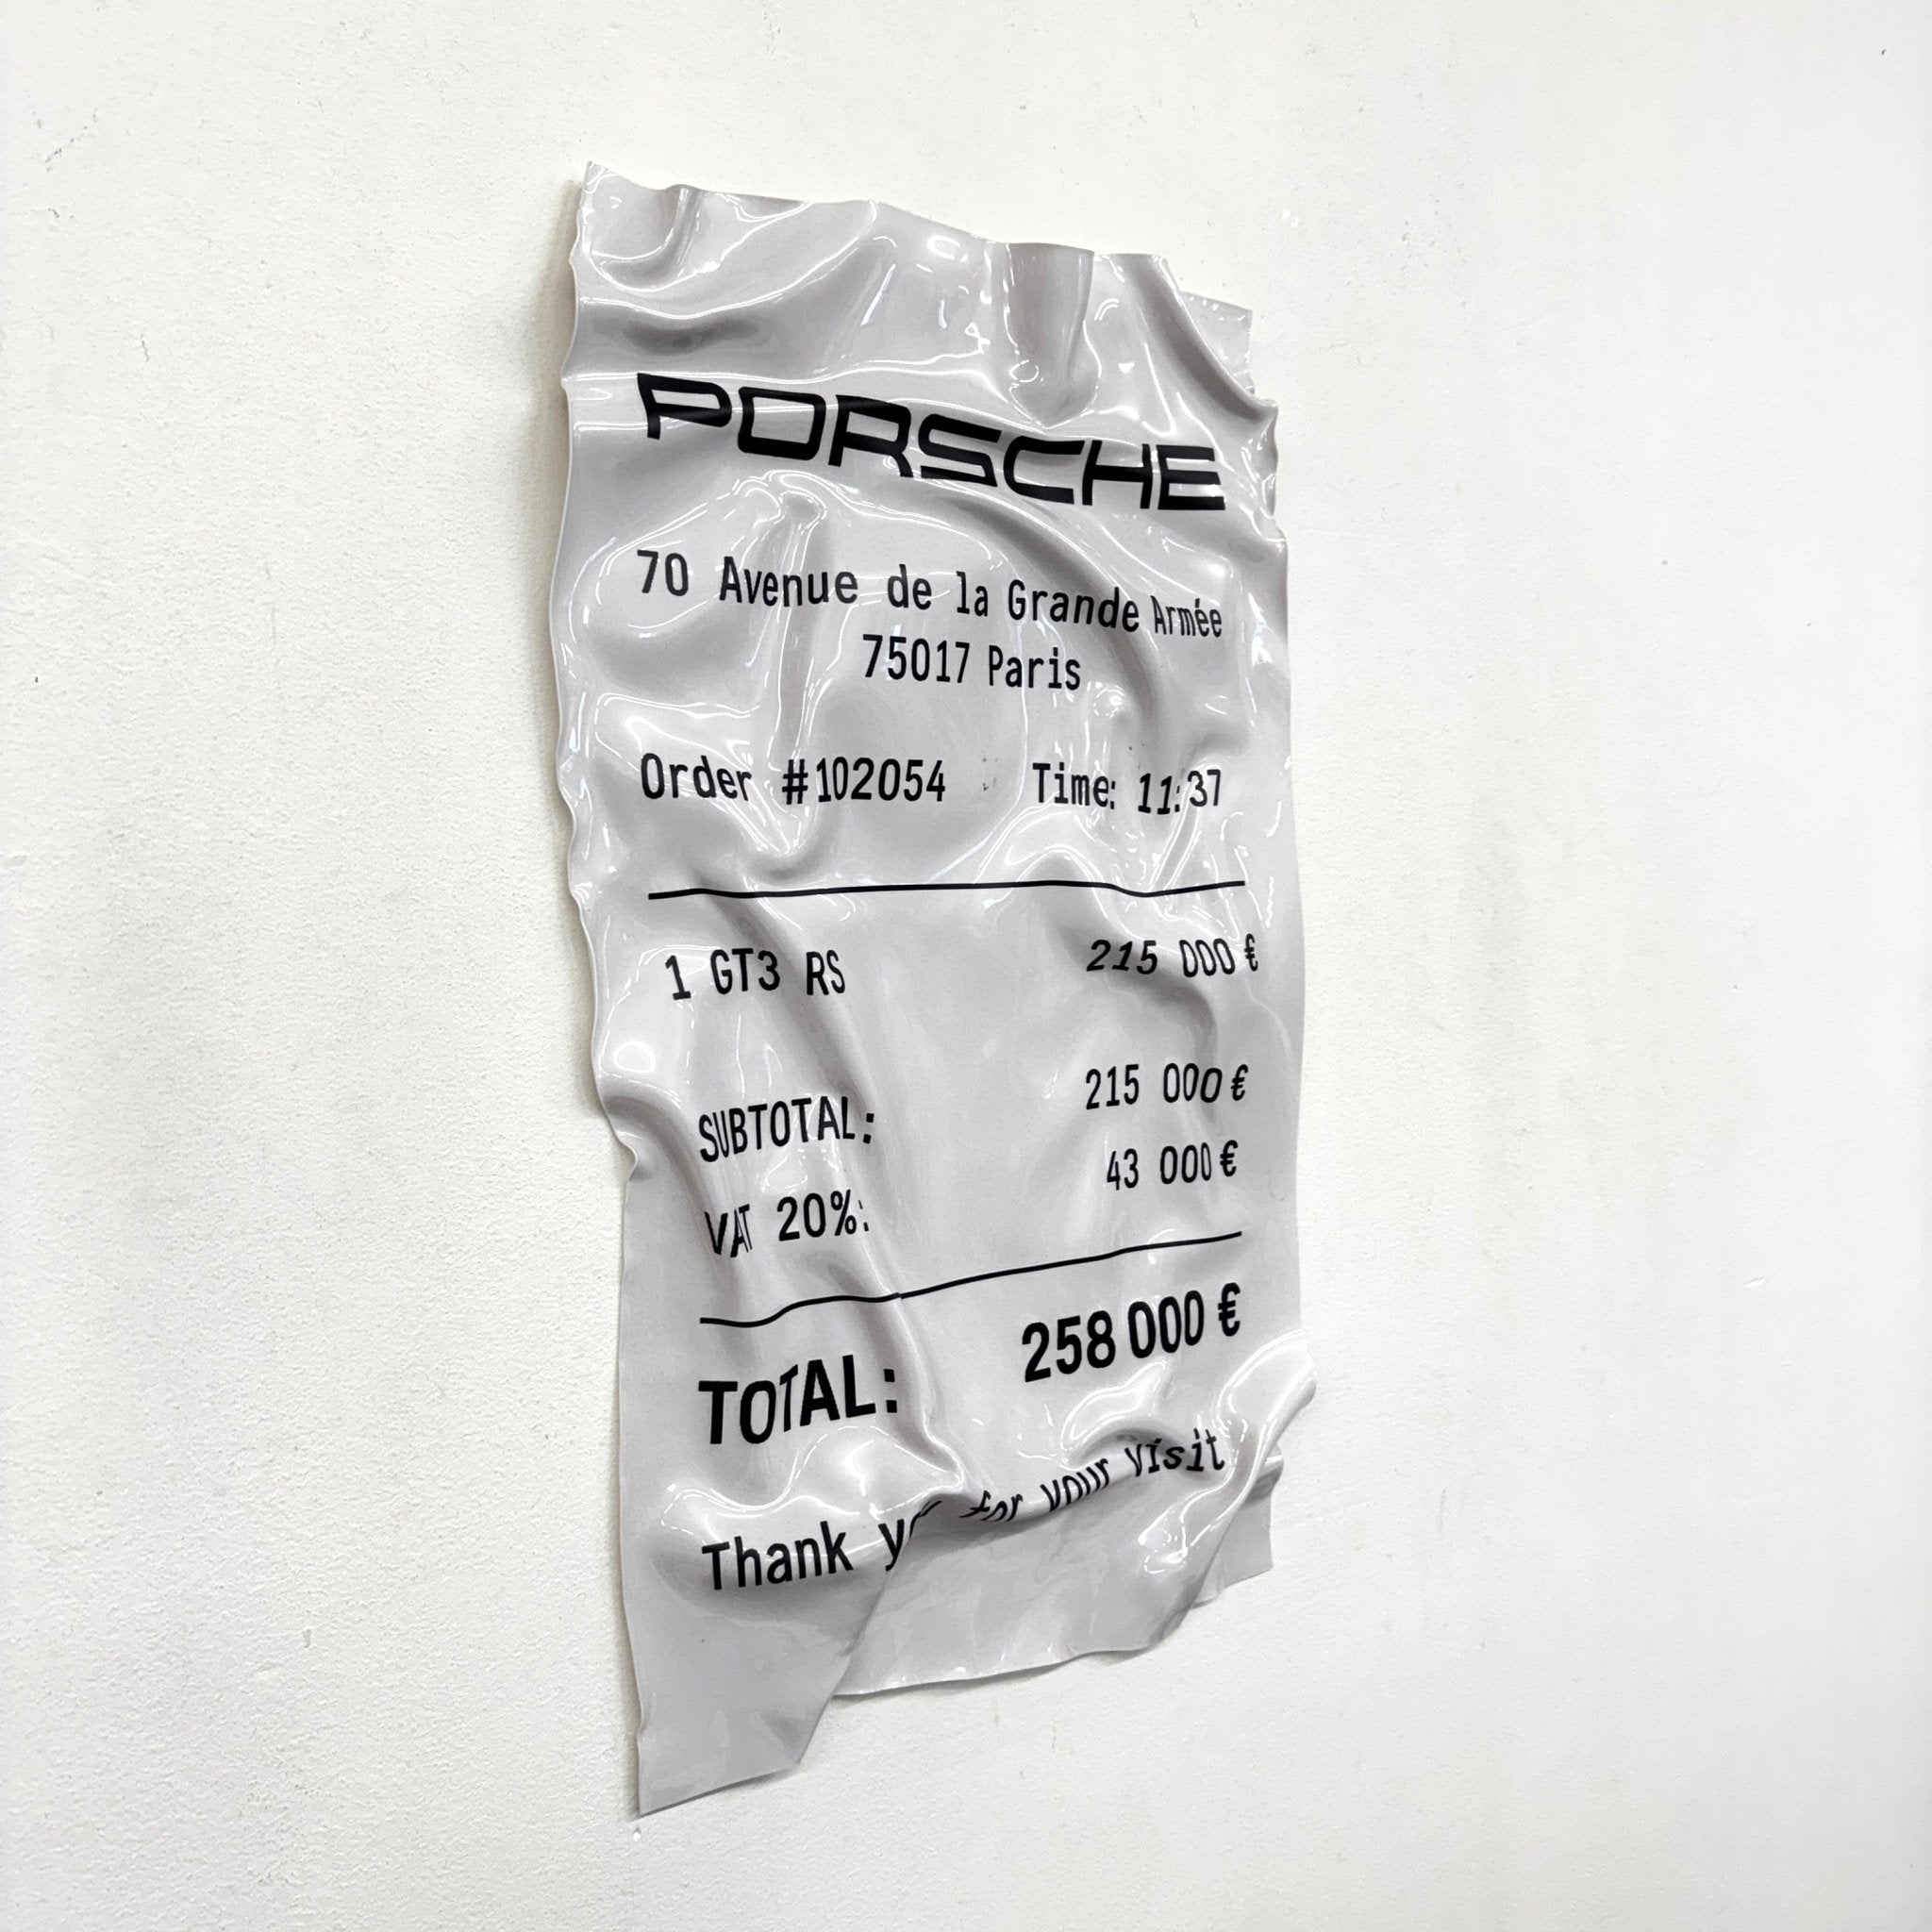 PORSCHE
70 Avenue de la Grande Armée
75017 Paris
Order #102054 Time: 11:37
1 GT3 RS 215 000 €
SUBTOTAL: 215 000 €
VAT 20%: 43 000 €
TOTAL: 258 000 €
Thank for your visit